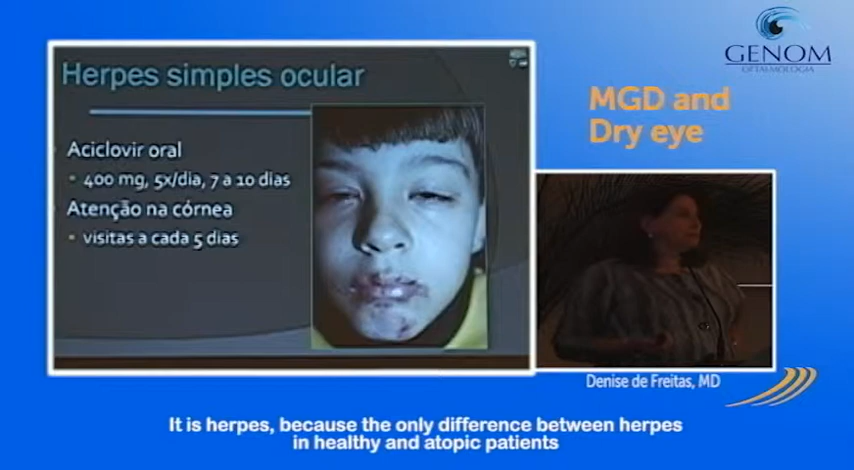 GENOM
OFTALMOLOGIA
Herpes simples ocular
MGD and
Dry eye
Aciclovir oral
400 mg, 5x/dia, 7 a 10 dias
Atenção na córnea
visitas a cada 5 dias
Denise de Freitas, MD
It is herpes, because the only difference between herpes
in healthy and atopic patients